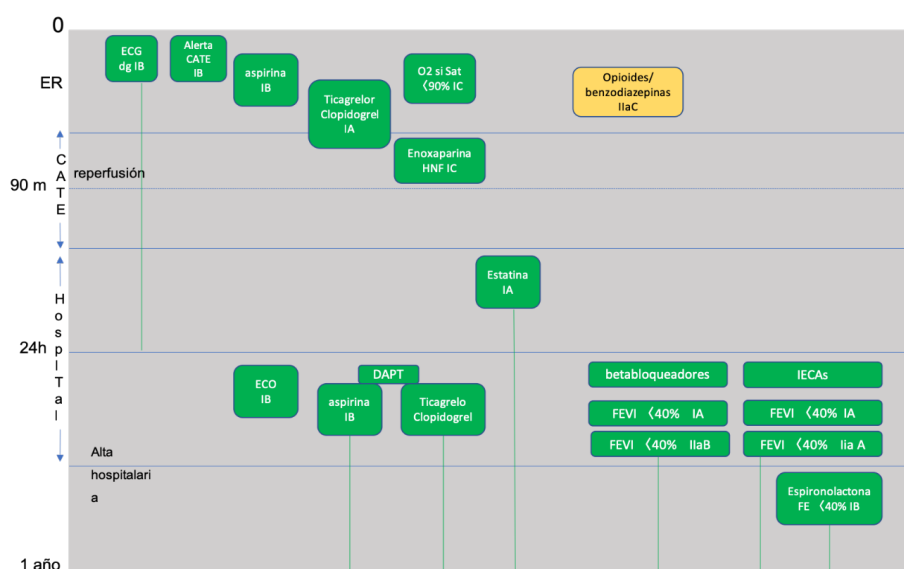 0
ER
ECG
dg IB
Alerta
CATE
IB
aspirina
IB
Ticagrelor
Clopidogrel
IA
O2 si Sat
〈90% IC
Opioides/
benzodiazepinas
IIaC
CATE
reperfusión
90 m
Enoxaparina
HNF IC
HospITal
Estatina
IA
24h
ECO
IB
DAPT
aspirina
IB
Ticagrelo
Clopidogrel
betabloqueadores
FEVI 〈40% IA
FEVI 〈40% IIaB
IECAs
FEVI 〈40% IA
FEVI 〈40% Iia A
Alta
hospitalari
a
Espironolactona
FE 〈40% IB
1 año